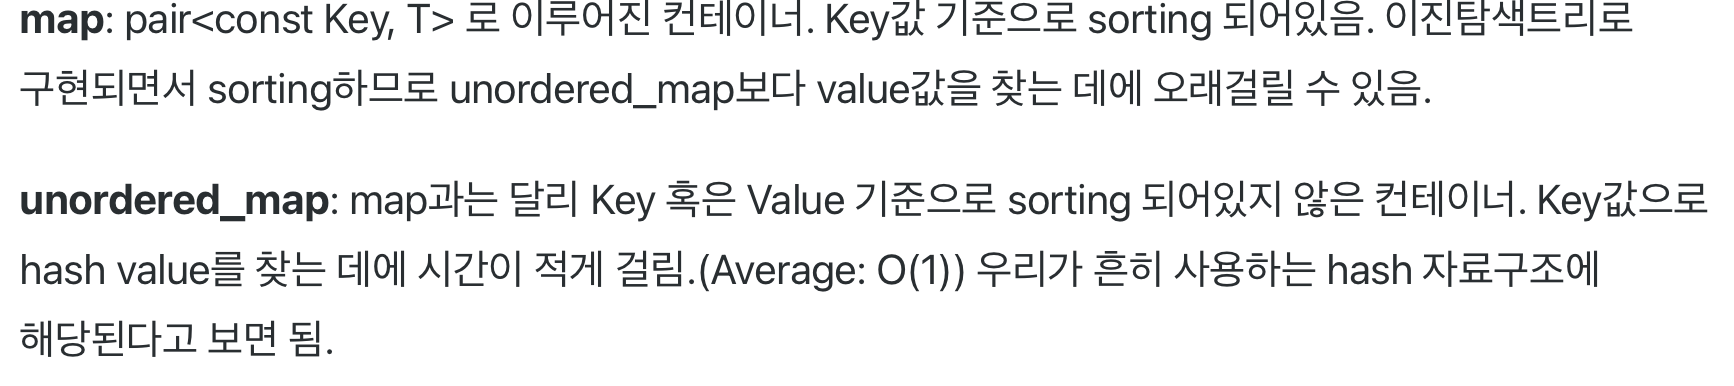 map: pair<const Key, T> 로 이루어진 컨테이너. Key값 기준으로 sorting 되어있음. 이진탐색트리로
구현되면서 sorting하므로 unordered_map보다 value값을 찾는 데에 오래걸릴 수 있음.
unordered_map: map과는 달리 Key 혹은 Value 기준으로 sorting 되어있지 않은 컨테이너. Key값으로
hash value를 찾는 데에 시간이 적게 걸림.(Average: O(1)) 우리가 흔히 사용하는 hash 자료구조에
해당된다고 보면 됨.